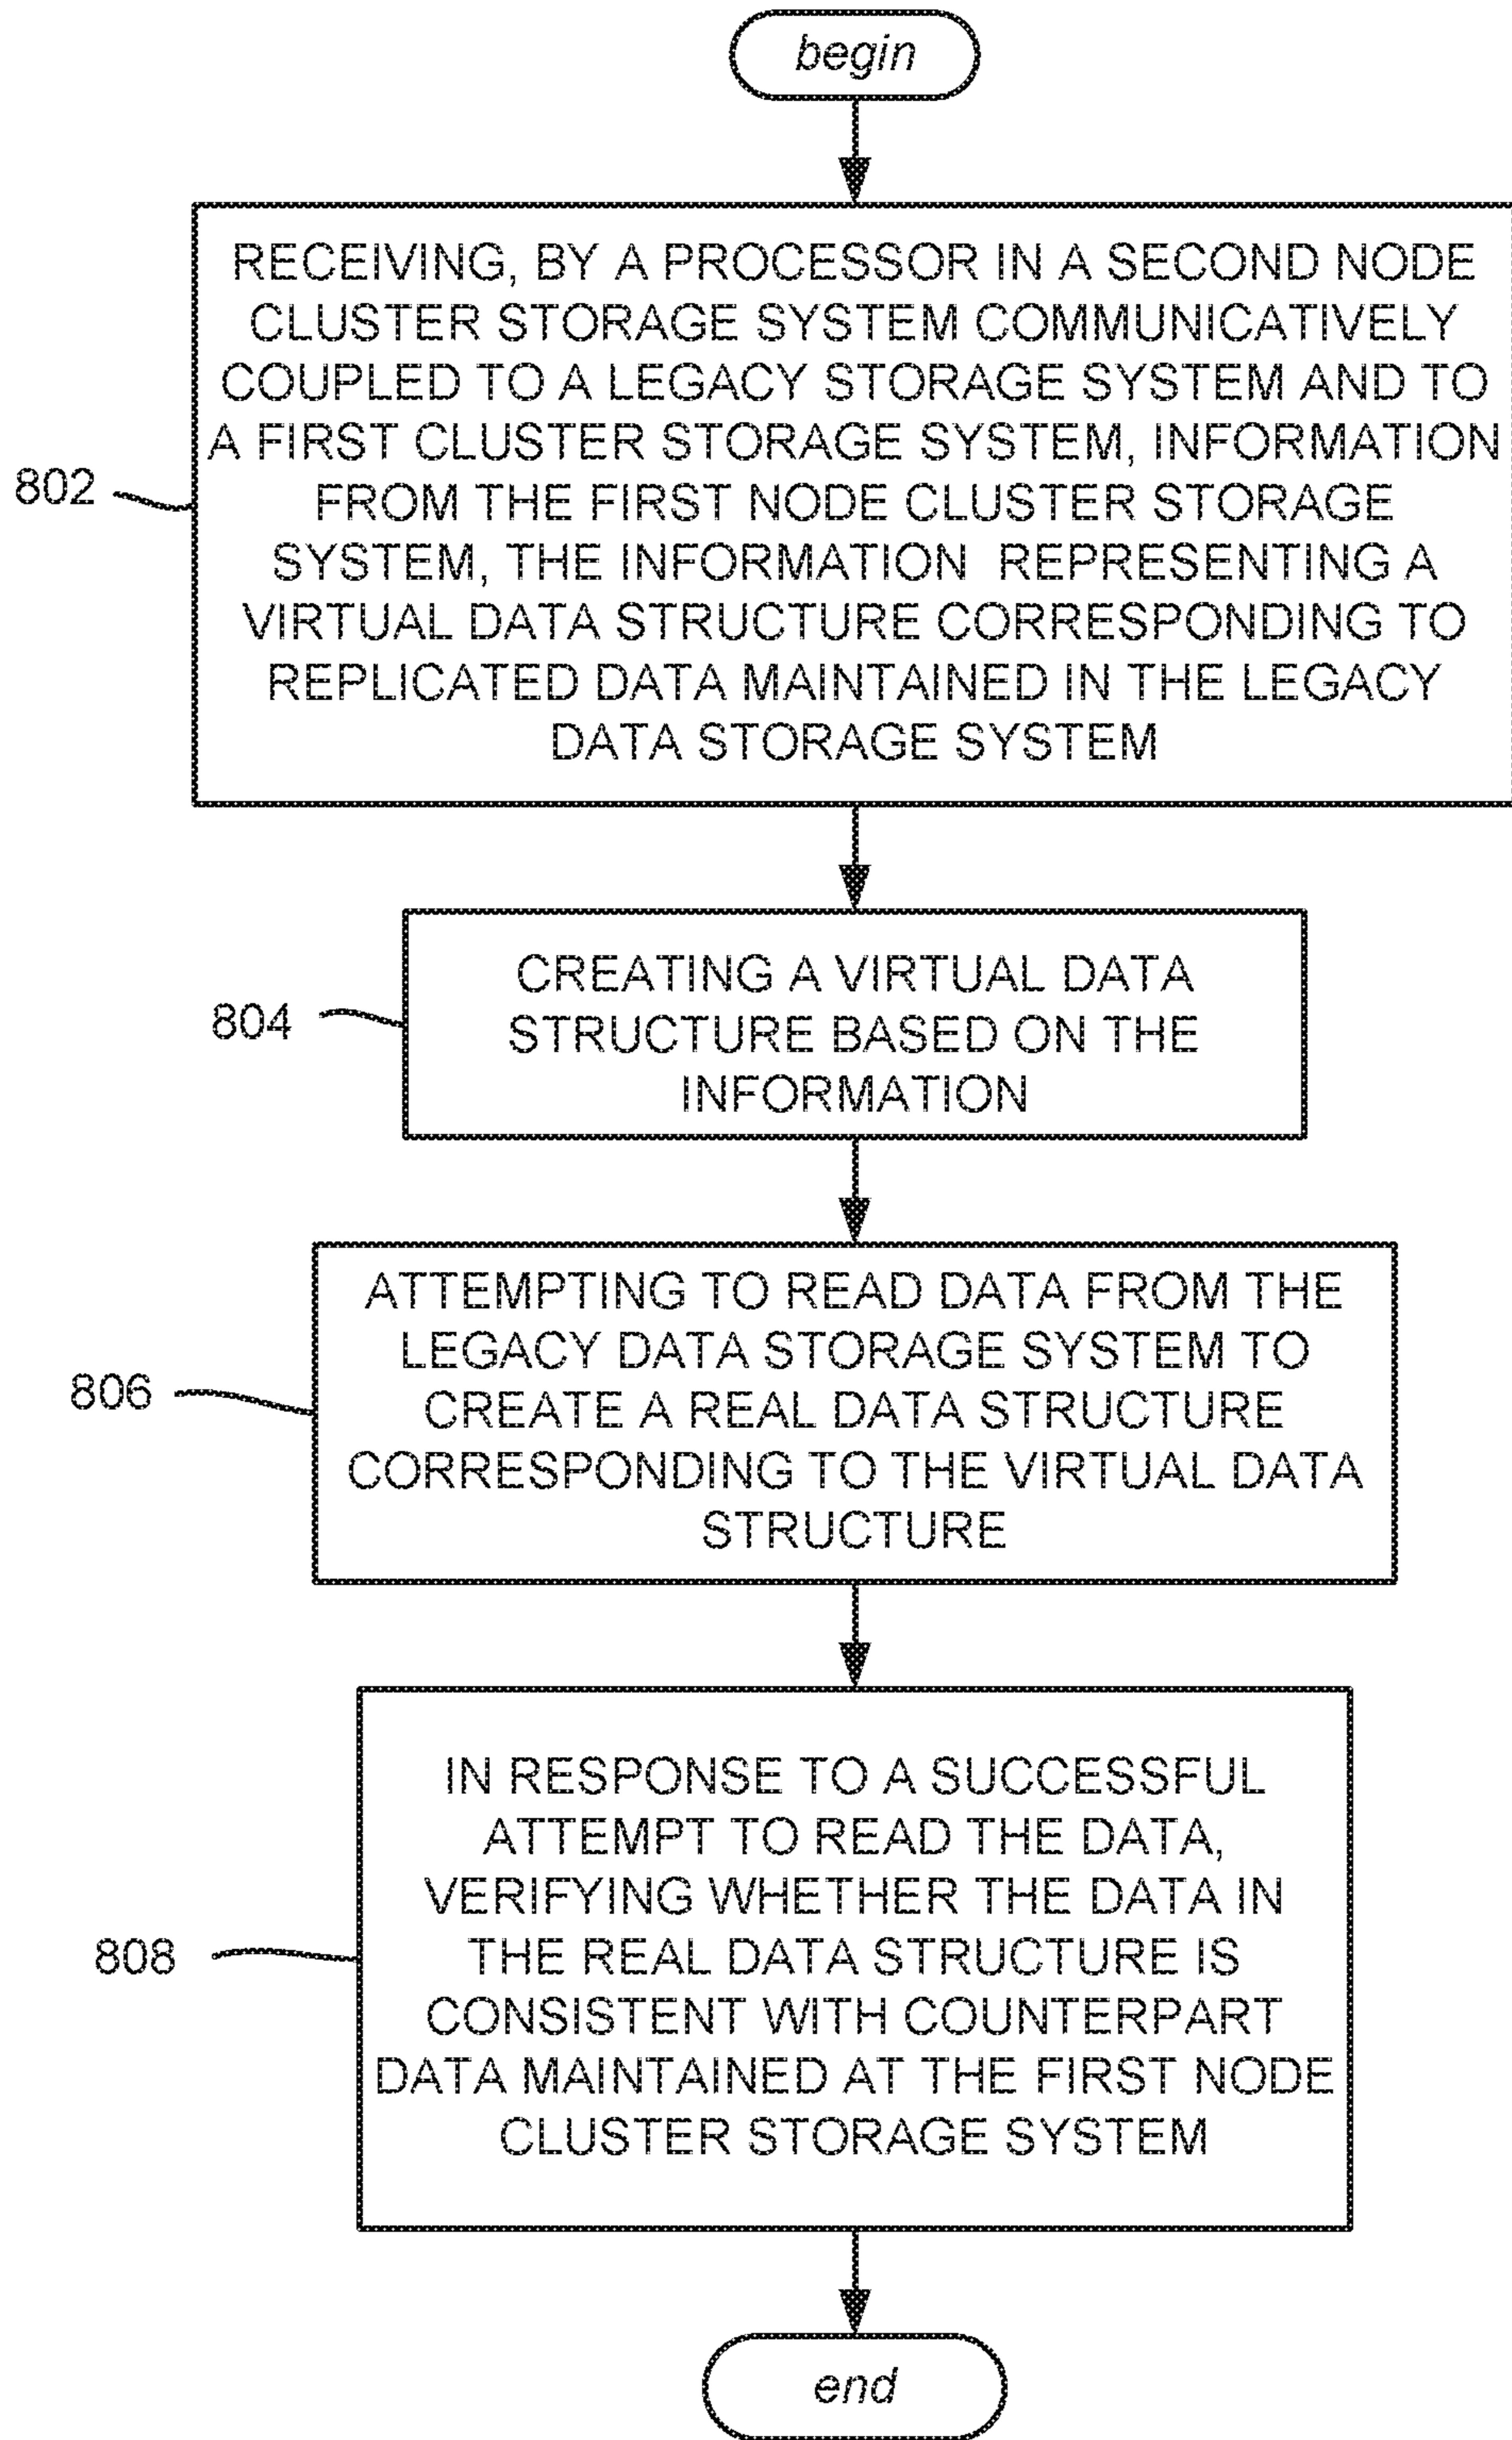 begin
RECEIVING, BY A PROCESSOR IN A SECOND NODE
CLUSTER STORAGE SYSTEM COMMUNICATIVELY
COUPLED TO A LEGACY STORAGE SYSTEM AND TO
A FIRST CLUSTER STORAGE SYSTEM, INFORMATION
FROM THE FIRST NODE CLUSTER STORAGE
SYSTEM, THE INFORMATION REPRESENTING A
VIRTUAL DATA STRUCTURE CORRESPONDING TO
REPLICATED DATA MAINTAINED IN THE LEGACY
DATA STORAGE SYSTEM
802
CREATING A VIRTUAL DATA
STRUCTURE BASED ON THE
INFORMATION
804
ATTEMPTING TO READ DATA FROM THE
LEGACY DATA STORAGE SYSTEM TO
CREATE A REAL DATA STRUCTURE
CORRESPONDING TO THE VIRTUAL DATA
STRUCTURE
806
IN RESPONSE TO A SUCCESSFUL
ATTEMPT TO READ THE DATA,
VERIFYING WHETHER THE DATA IN
THE REAL DATA STRUCTURE IS
CONSISTENT WITH COUNTERPART
DATA MAINTAINED AT THE FIRST NODE
CLUSTER STORAGE SYSTEM
808
end